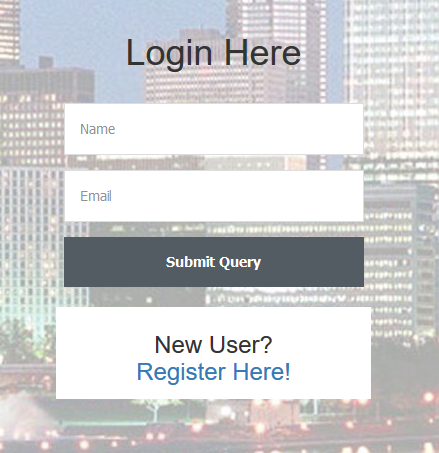 Login Here
Name
Email
Submit Query
New User?
Register Here!